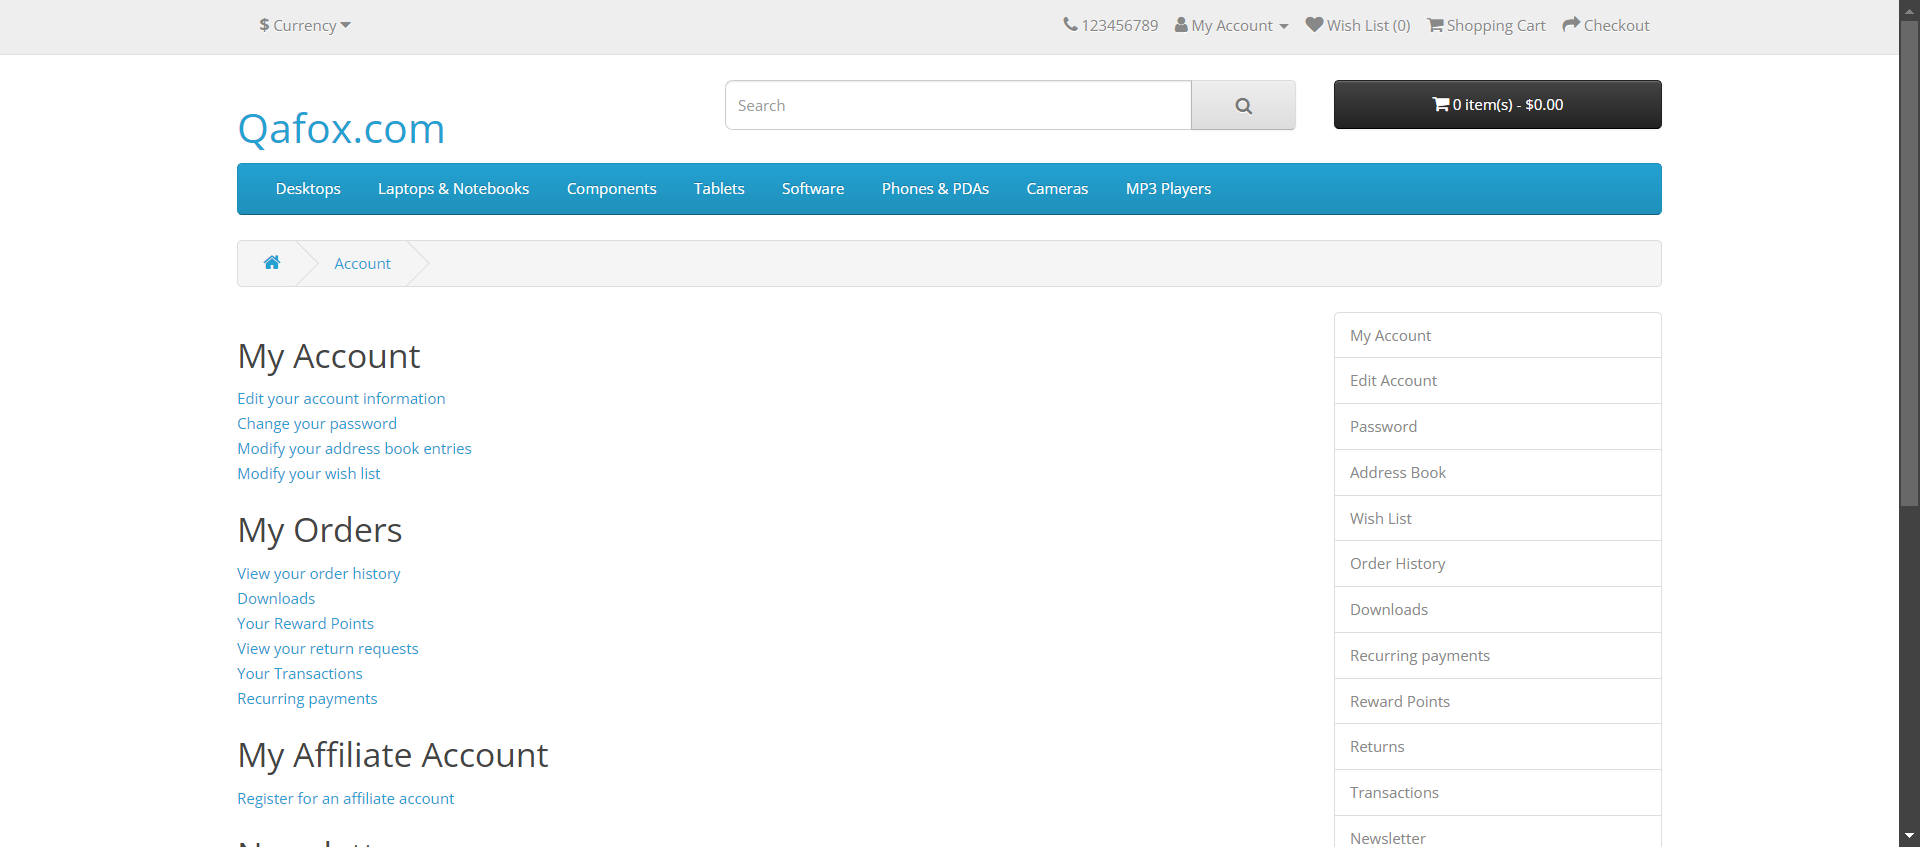 $ Currency
123456789 My Account Wish List (0) Shopping Cart Checkout
Qafox.com
Search
0 item(s) - $0.00
Desktops Laptops & Notebooks Components Tablets Software Phones & PDAs Cameras MP3 Players
Account
My Account
Edit your account information
Change your password
Modify your address book entries
Modify your wish list
My Orders
View your order history
Downloads
Your Reward Points
View your return requests
Your Transactions
Recurring payments
My Affiliate Account
Register for an affiliate account
My Account
Edit Account
Password
Address Book
Wish List
Order History
Downloads
Recurring payments
Reward Points
Returns
Transactions
Newsletter